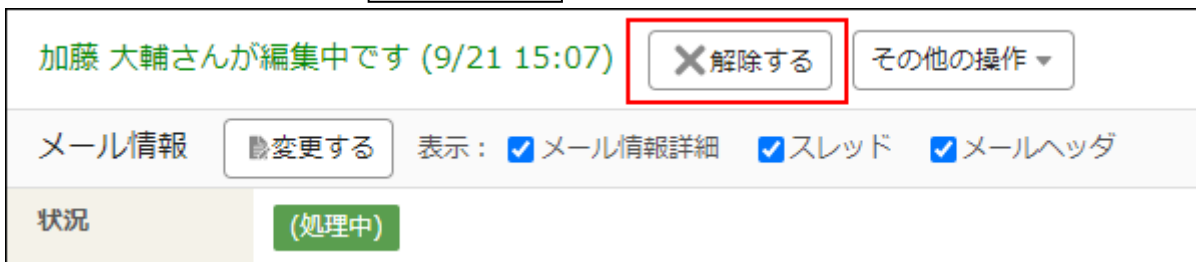 加藤 大輔さんが編集中です (9/21 15:07) 解除する その他の操作
メール情報 変更する 表示： メール情報詳細 スレッド メールヘッダ
状況 (処理中)